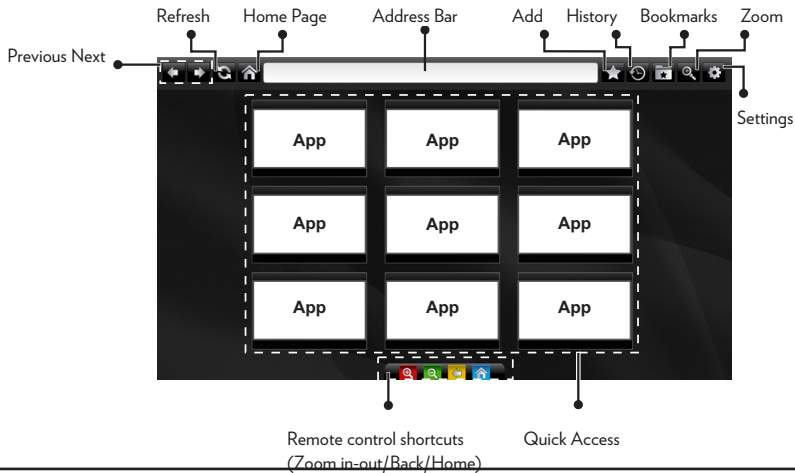 Refresh Home Page Address Bar Add History Bookmarks Zoom
Previous Next
Settings
App App App
App App App
App App App
Remote control shortcuts
(Zoom in-out/Back/Home)
Quick Access